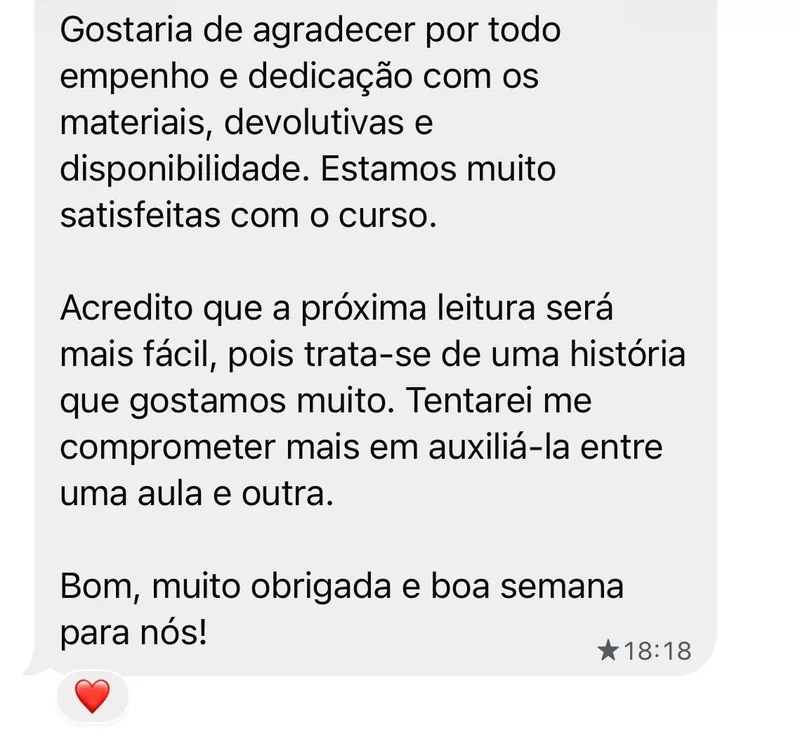 Gostaria de agradecer por todo
empenho e dedicação com os
materiais, devolutivas e
disponibilidade. Estamos muito
satisfeitas com o curso.
Acredito que a próxima leitura será
mais fácil, pois trata-se de uma história
que gostamos muito. Tentarei me
comprometer mais em auxiliá-la entre
uma aula e outra.
Bom, muito obrigada e boa semana
para nós!
★18:18